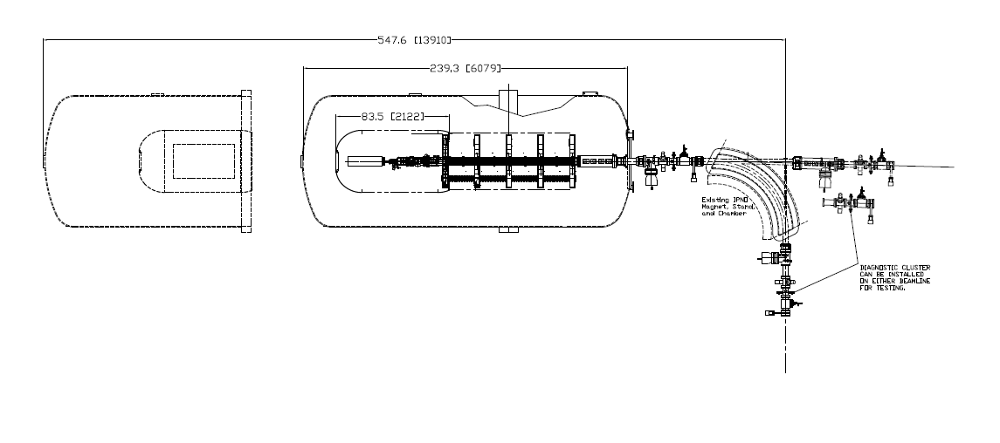 547.6 [13910]
239.3 [6079]
83.5 [2122]
Existing IPND
Magnet, Stand,
and Chamber
DIAGNOSTIC CLUSTER
CAN BE INSTALLED
ON EITHER BEAMLINE
FOR TESTING.